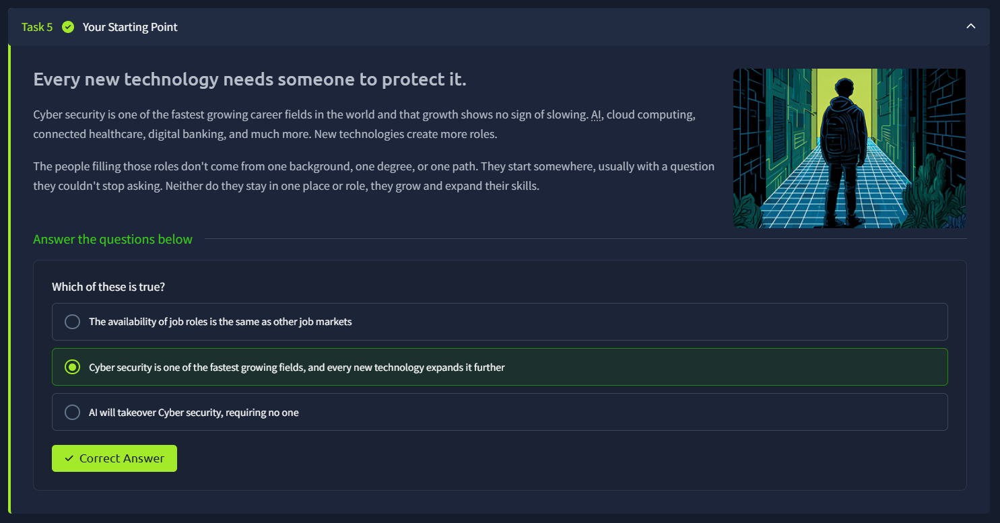 Task 5 Your Starting Point
Every new technology needs someone to protect it.
Cyber security is one of the fastest growing career fields in the world and that growth shows no sign of slowing. AI, cloud computing,
connected healthcare, digital banking, and much more. New technologies create more roles.
The people filling those roles don't come from one background, one degree, or one path. They start somewhere, usually with a question
they couldn't stop asking. Neither do they stay in one place or role, they grow and expand their skills.
Answer the questions below
Which of these is true?
The availability of job roles is the same as other job markets
Cyber security is one of the fastest growing fields, and every new technology expands it further
AI will takeover Cyber security, requiring no one
Correct Answer